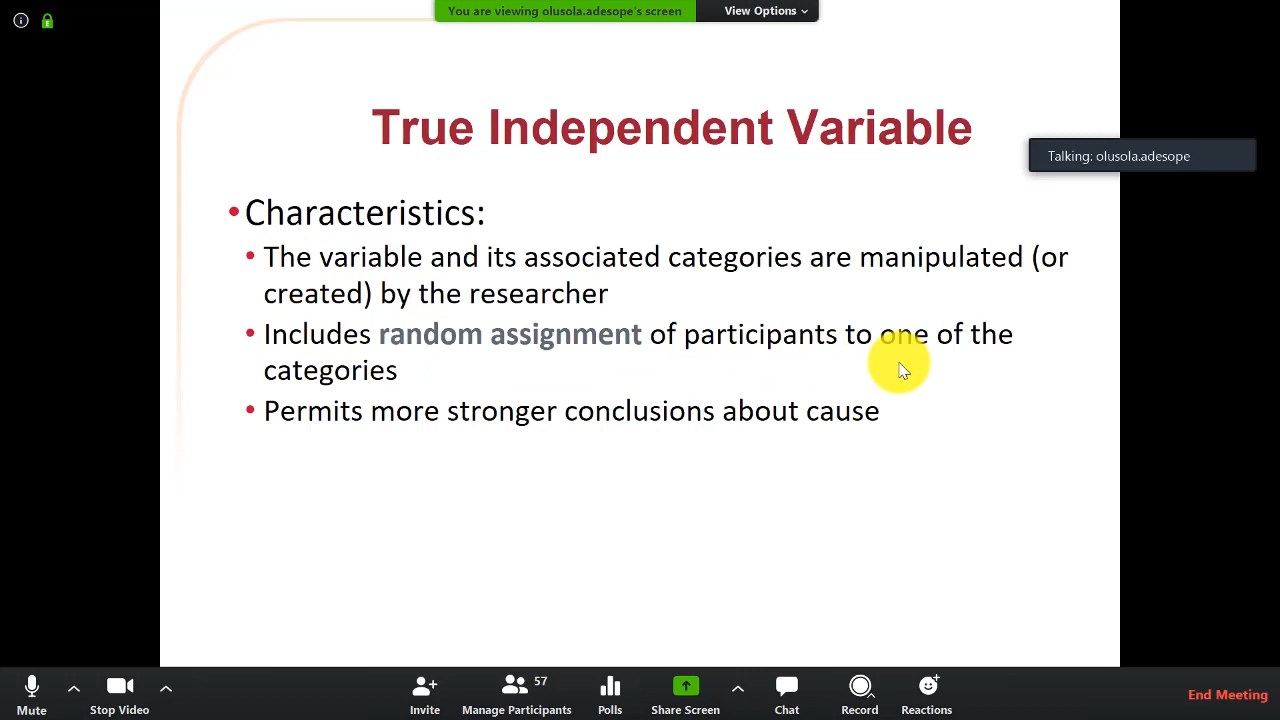 You are viewing olusola.adesope's screen
View Options
True Independent Variable
Talking: olusola.adesope
•Characteristics:
• The variable and its associated categories are manipulated (or
created) by the researcher
• Includes random assignment of participants to one of the
categories
• Permits more stronger conclusions about cause
E
57
Mute
Stop Video
Invite
Manage Participants
Polls
Share Screen
Chat
Record
Reactions
End Meeting